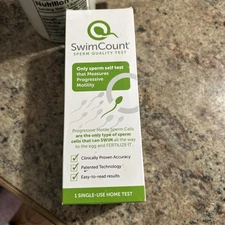 Nutrition
SwimCount™
SPERM QUALITY TEST
Only sperm self test
that Measures
Progressive
Motility
Progressive Motile Sperm Cells
are the only type of sperm
cells that can SWIM all the way
to the egg and FERTILIZE IT.
Clinically Proven Accuracy
Patented Technology
Easy-to-read results
1 SINGLE-USE HOME TEST